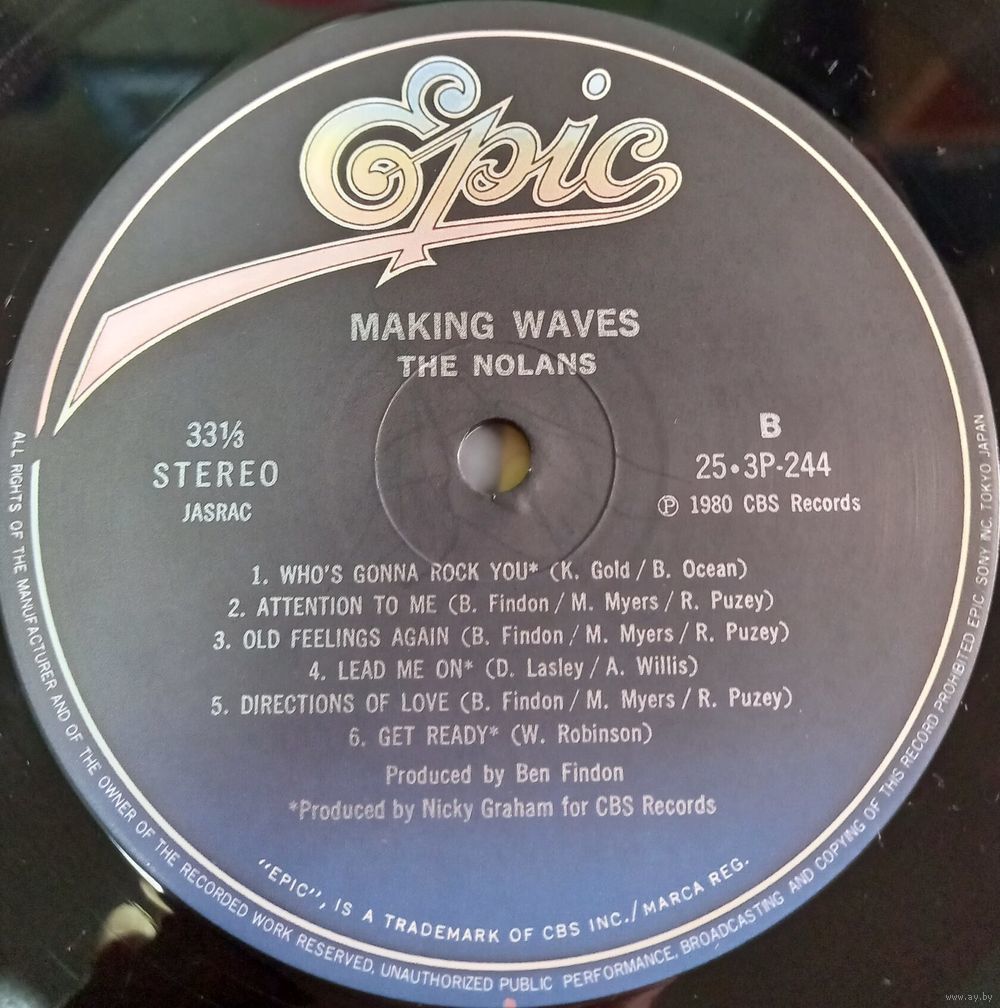 Epic
MAKING WAVES
THE NOLANS
33⅓
STEREO
JASRAC
B
25•3P-244
Ⓟ 1980 CBS Records
1. WHO'S GONNA ROCK YOU* (K. Gold / B. Ocean)
2. ATTENTION TO ME (B. Findon / M. Myers / R. Puzey)
3. OLD FEELINGS AGAIN (B. Findon / M. Myers / R. Puzey)
4. LEAD ME ON* (D. Lasley / A. Willis)
5. DIRECTIONS OF LOVE (B. Findon / M. Myers / R. Puzey)
6. GET READY* (W. Robinson)
Produced by Ben Findon
*Produced by Nicky Graham for CBS Records
"EPIC", IS A TRADEMARK OF CBS INC./MARCA REG.
ALL RIGHTS OF THE MANUFACTURER AND OF THE OWNER OF THE RECORDED WORK RESERVED. UNAUTHORIZED PUBLIC PERFORMANCE, BROADCASTING AND COPYING OF THIS RECORD PROHIBITED EPIC, SONY INC. TOKYO JAPAN
www.ay.by